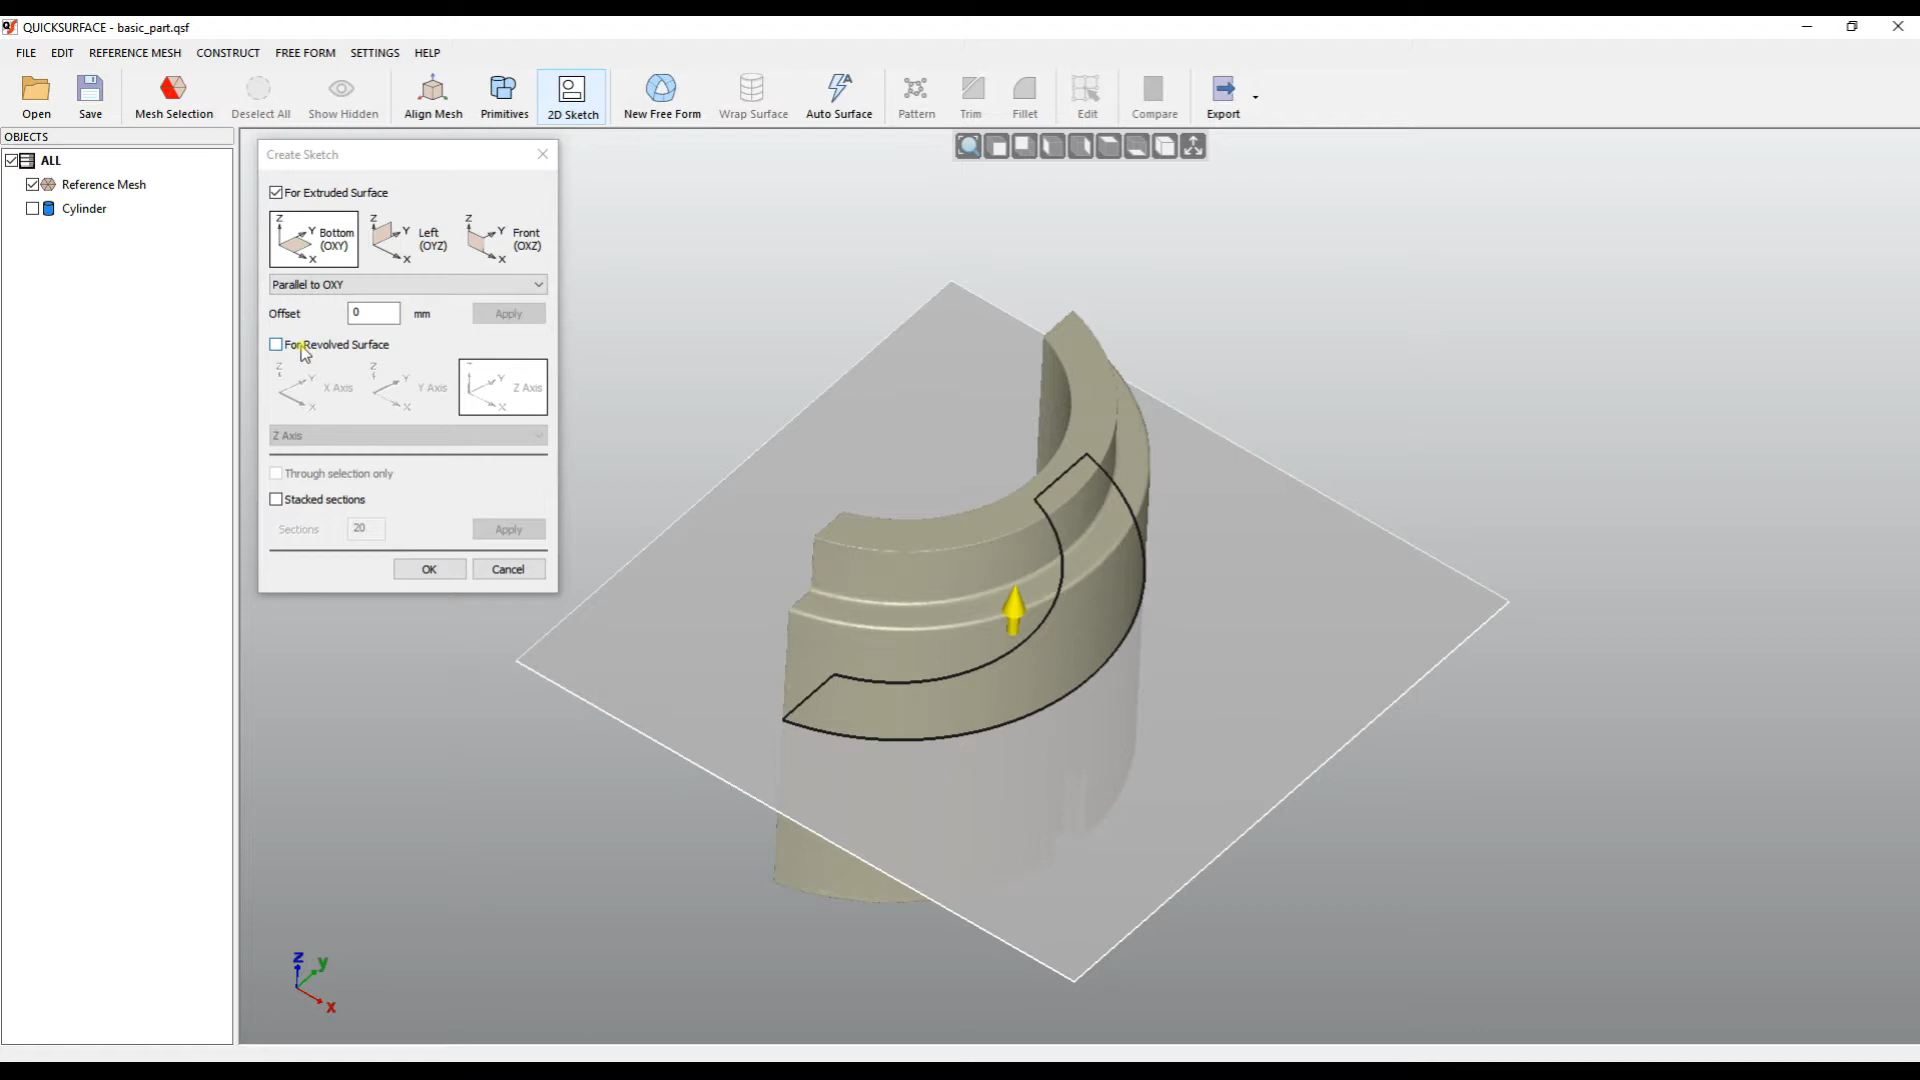 QUICKSURFACE - basic_part.qsf
FILE EDIT REFERENCE MESH CONSTRUCT FREE FORM SETTINGS HELP
Open Save Mesh Selection Deselect All Show Hidden Align Mesh Primitives 2D Sketch New Free Form Wrap Surface Auto Surface Pattern Trim Fillet Edit Compare Export
OBJECTS
ALL
Reference Mesh
Cylinder
Create Sketch
For Extruded Surface
Z Y X Bottom (OXY)
Z Y X Left (OYZ)
Z Y X Front (OXZ)
Parallel to OXY
Offset 0 mm Apply
For Revolved Surface
Z Y X X Axis
Z Y X Y Axis
Y X Z Axis
Z Axis
Through selection only
Stacked sections
Sections 20 Apply
OK Cancel
z y x